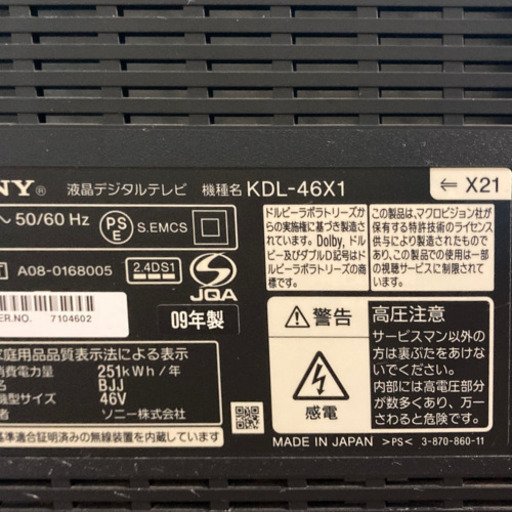 NY® 液晶デジタルテレビ 機種名 KDL-46X1
⇐ X21
~ 50/60 Hz PS E S.EMCS
A08-0168005 2.4DS1 JQA
ER.NO. 7104602
09年製
家庭用品品質表示法による表示
消費電力量 251kWh/年
BJJ
機型サイズ 46V
ソニー株式会社
基準適合証明済みの無線装置を内蔵しています
ドルビーラボラトリーズか
らの実施権に基づき製造さ
れています。Dolby、ドル
ビー及びダブルD記号はド
ルビーラボラトリーズの商
標です。
この製品は、マクロビジョン社が
保有する特許技術のライセンス
供与により製造されたもので
あり、この製品での使用は一部
の視聴サービスに制限されて
います。
警告
感電
高圧注意
サービスマン以外の
方は裏ぶたをあけな
いでください。
内部には高電圧部分
が数多くあり、万一
さわると危険です。
MADE IN JAPAN >PS< 3-870-860-11